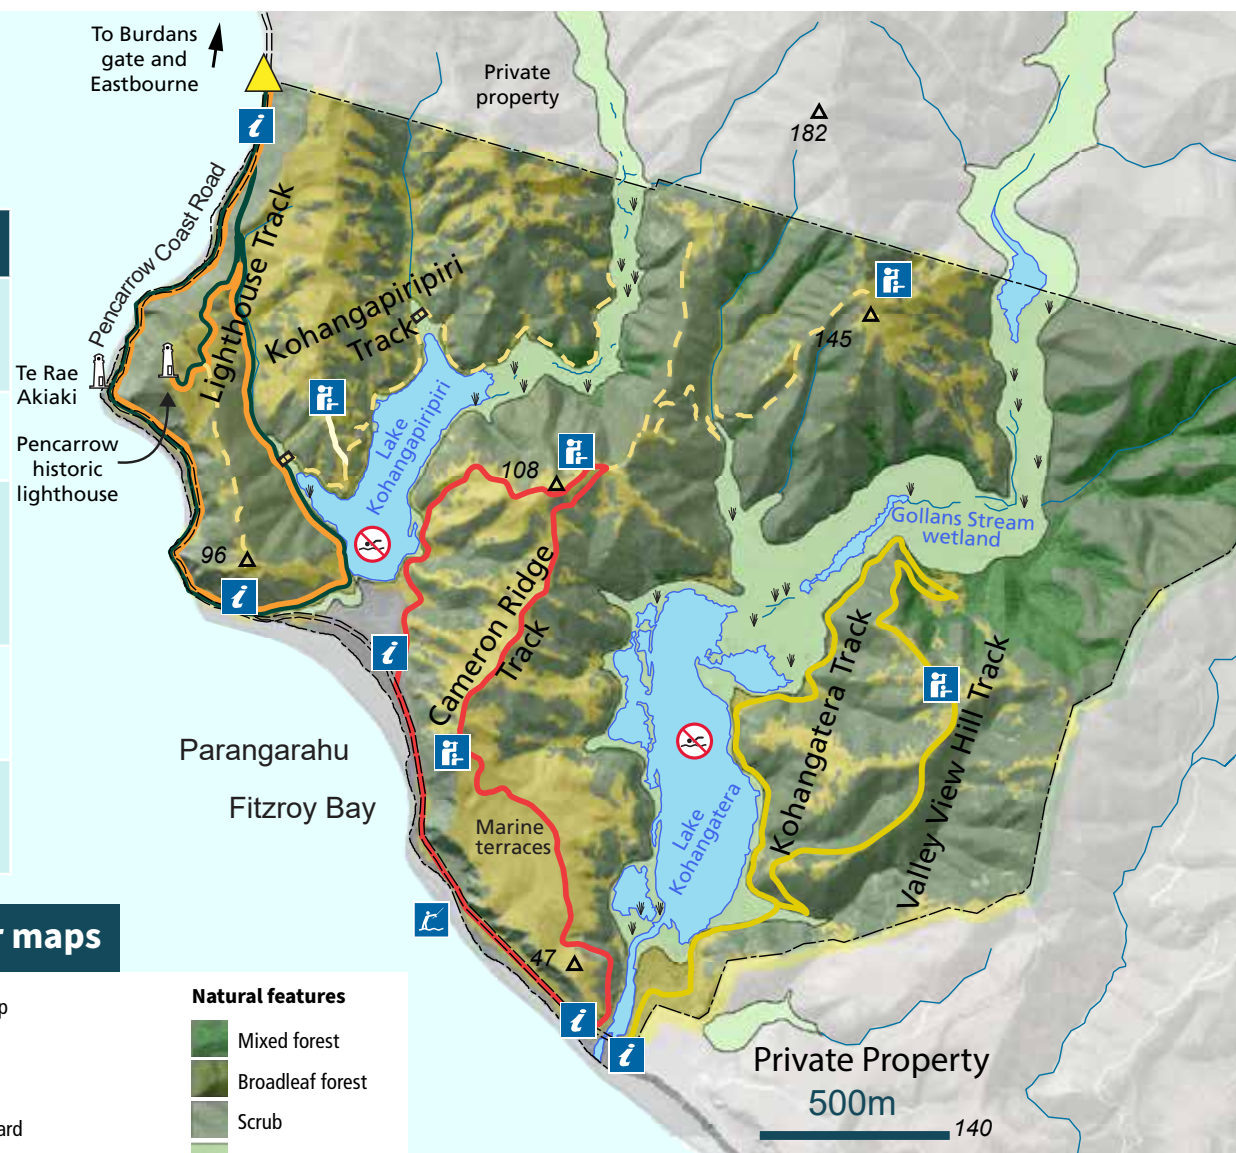 To Burdans
gate and
Eastbourne
Private
property
182
i
Pencarrow Coast Road
Lighthouse Track
Kohangapiripiri
Track
145
Te Rae
Akiaki
Pencarrow
historic
lighthouse
Lake
Kohangapiripiri
108
Gollans Stream
wetland
96
i
i
Cameron Ridge
Track
Kohangatera Track
Valley View Hill Track
Parangarahu
Fitzroy Bay
Marine
terraces
Lake
Kohangatera
47
i
i
Private Property
500m
140
r maps
p
ard
Natural features
Mixed forest
Broadleaf forest
Scrub